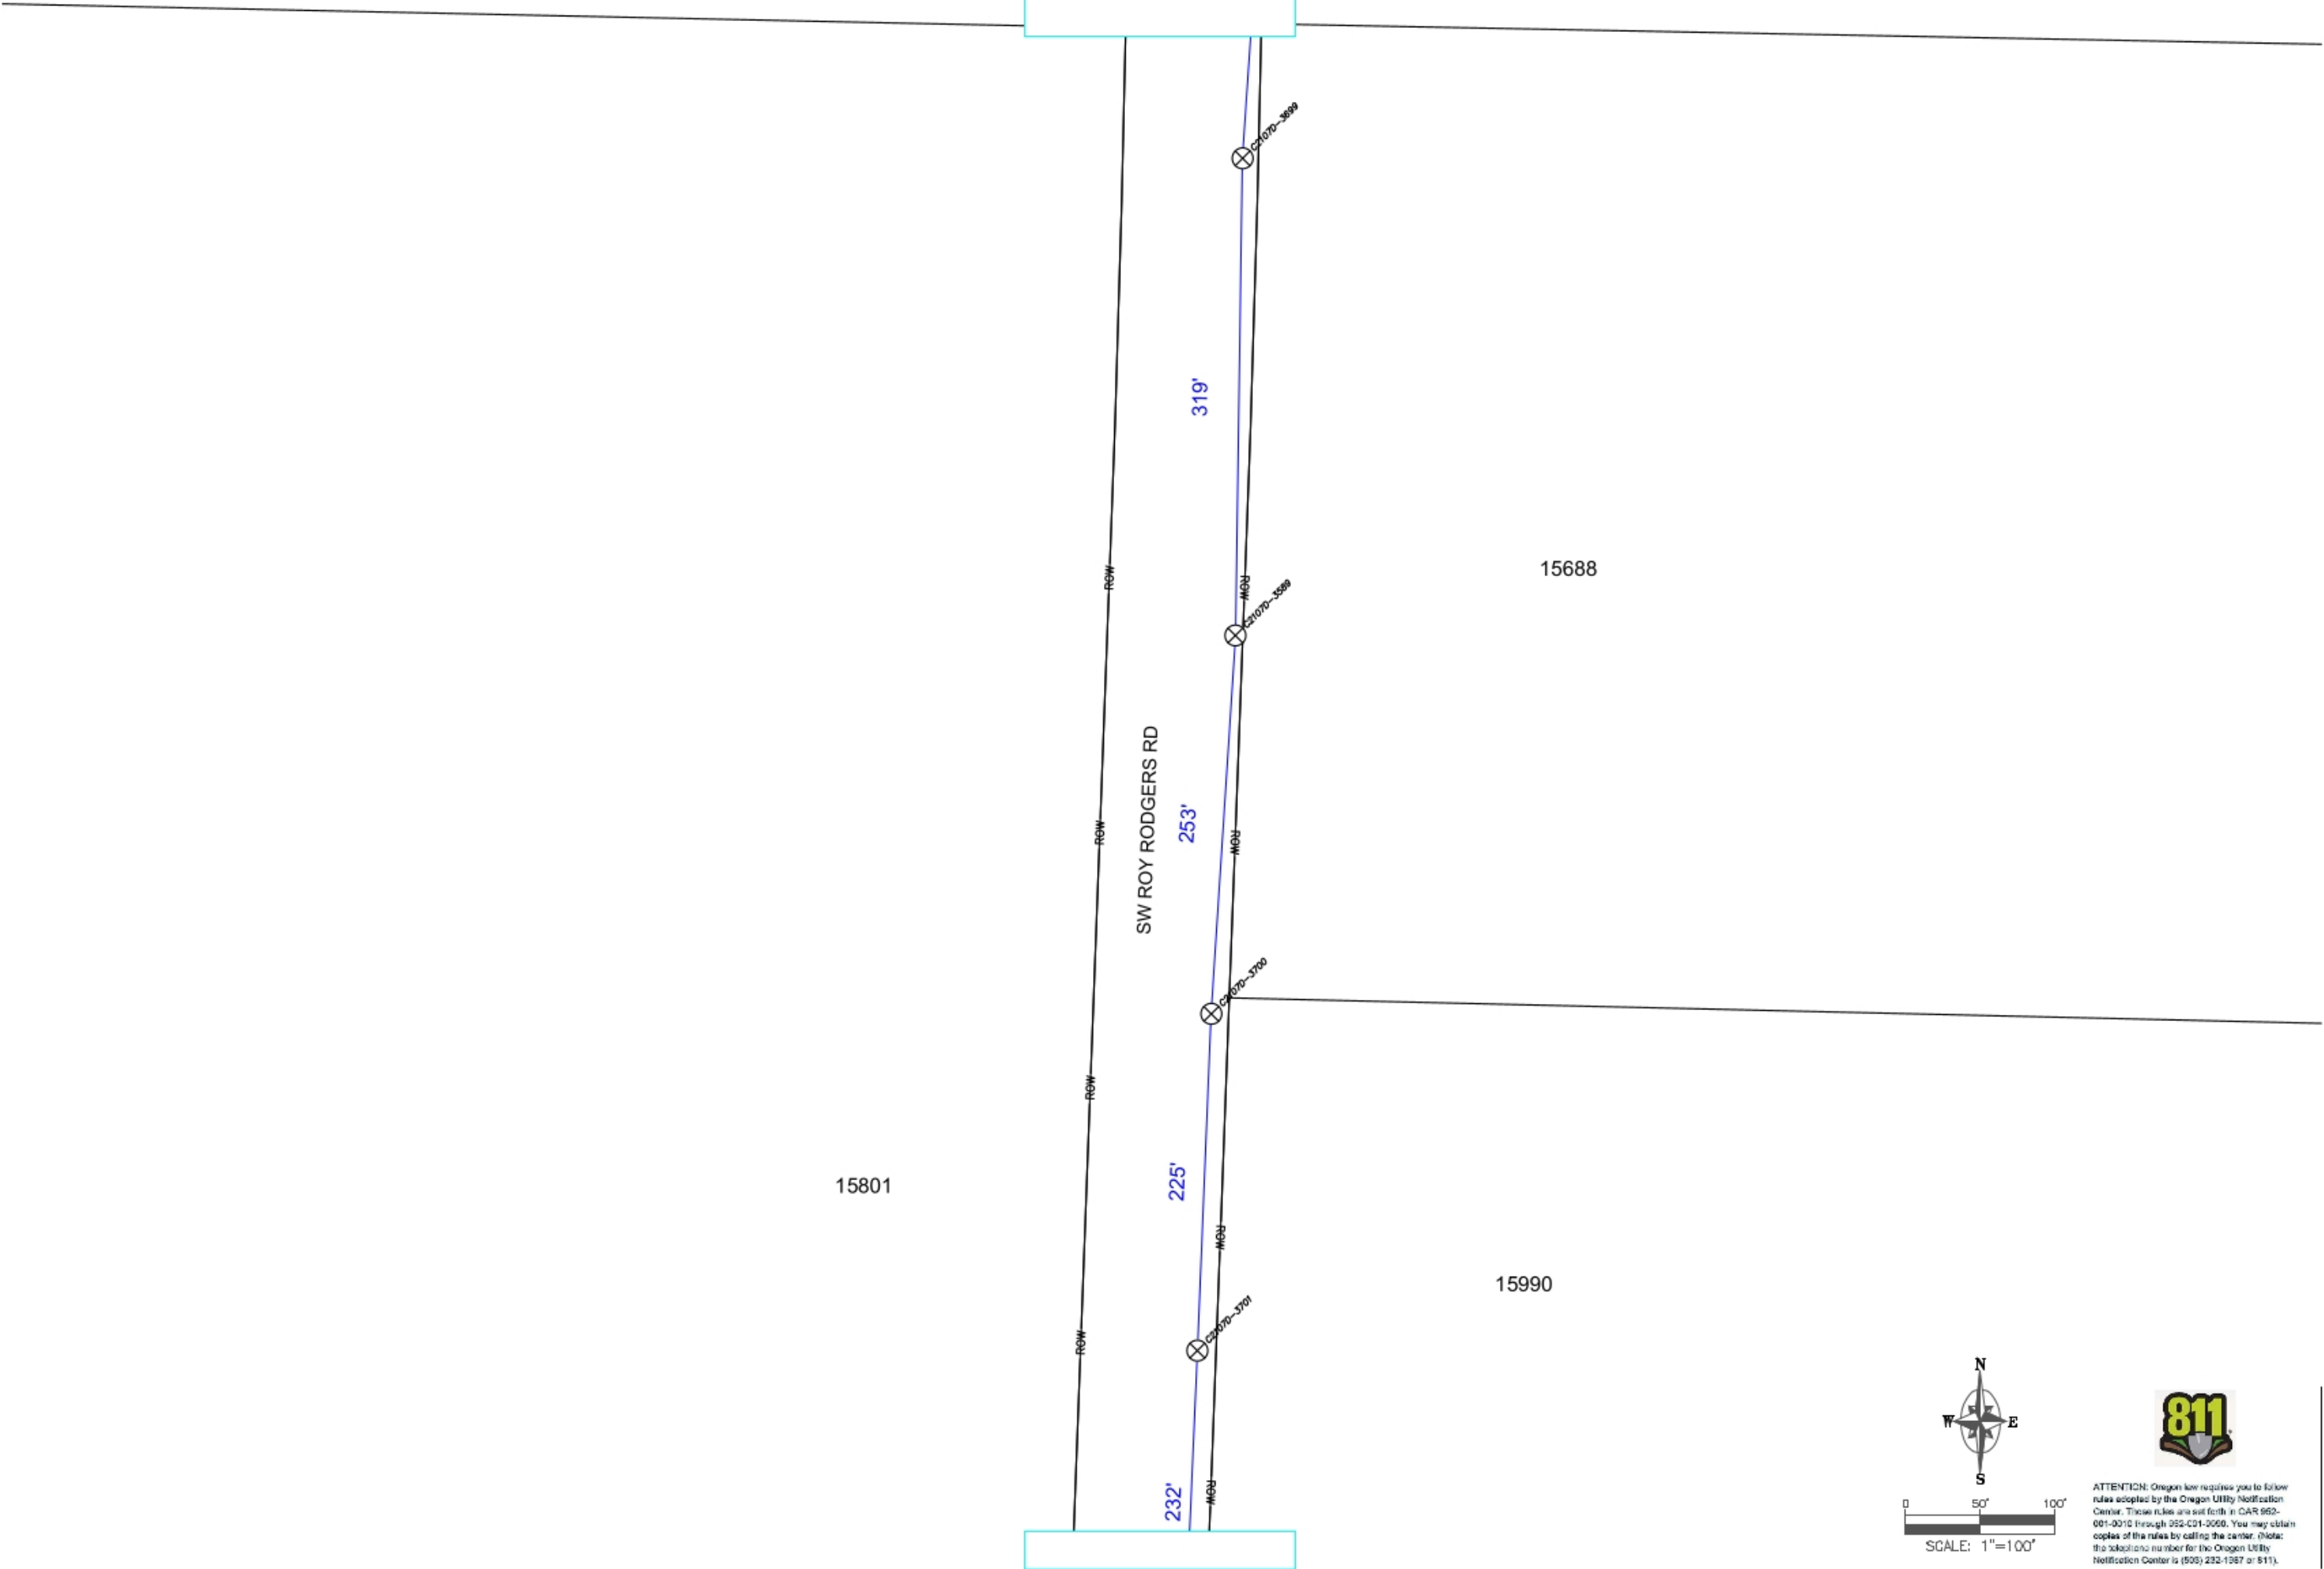 C21070-3699
319'
15688
ROW
ROW
C21070-3589
SW ROY RODGERS RD
253'
ROW
ROW
C21070-3700
ROW
225'
15801
ROW
15990
C21070-3701
ROW
232'
ROW
N
W
E
S
0 50' 100'
SCALE: 1"=100'
811
ATTENTION: Oregon law requires you to follow
rules adopted by the Oregon Utility Notification
Center. Those rules are set forth in OAR 952-
001-0010 through 952-001-0090. You may obtain
copies of the rules by calling the center. (Note:
the telephone number for the Oregon Utility
Notification Center is (503) 232-1987 or 811).